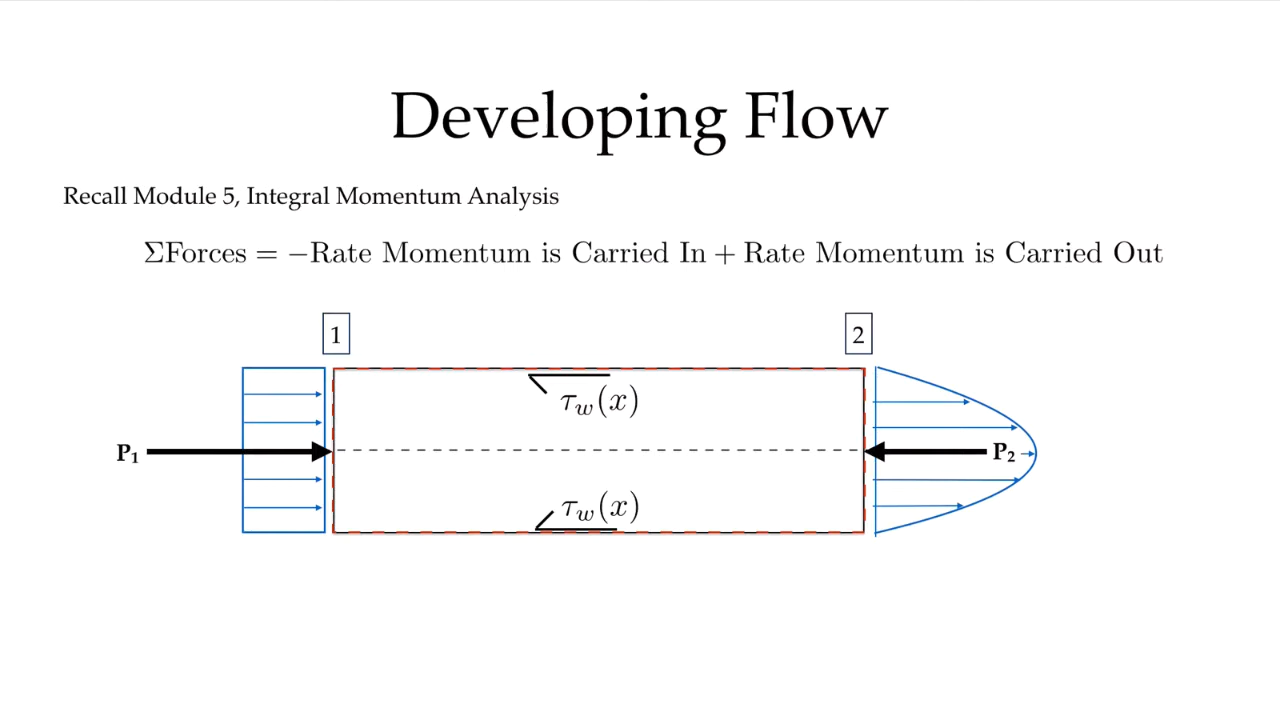 Developing Flow
Recall Module 5, Integral Momentum Analysis
ΣForces = −Rate Momentum is Carried In + Rate Momentum is Carried Out
1
2
τ_w(x)
P₁
P₂
τ_w(x)